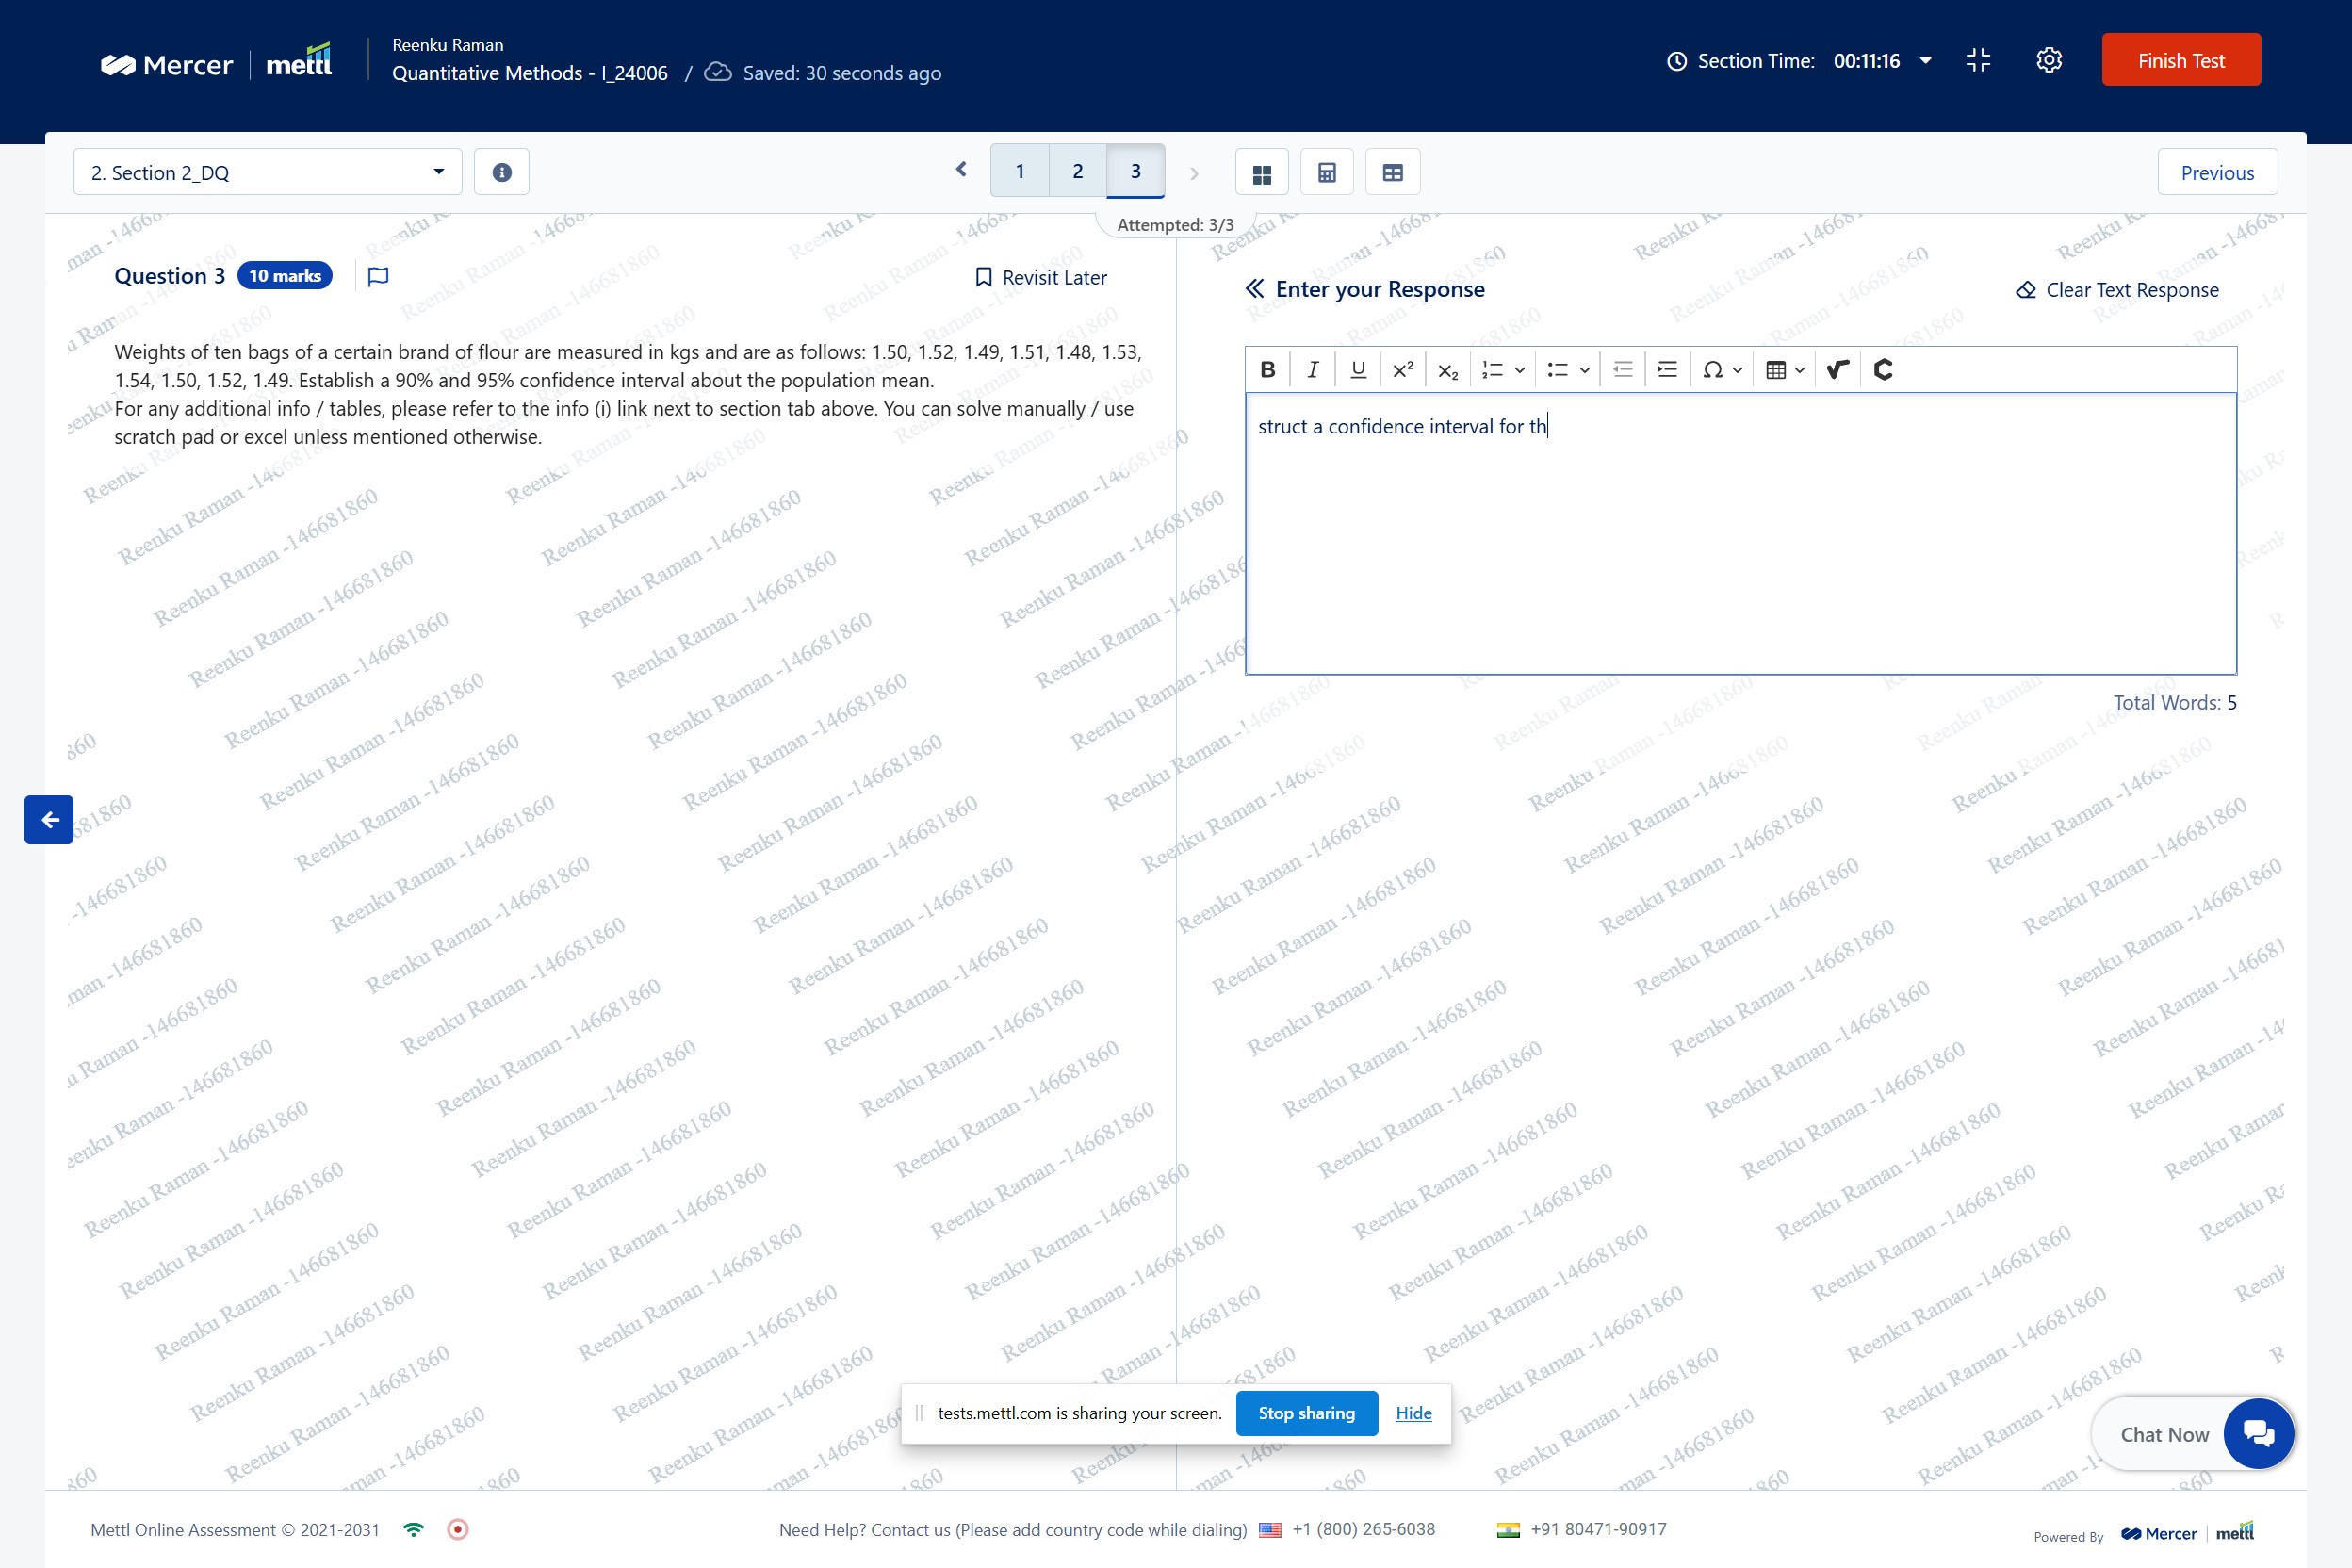 Mercer | mettl
Reenku Raman
Quantitative Methods - I_24006 / Saved: 30 seconds ago
Section Time: 00:11:16
Finish Test
2. Section 2_DQ
1 2 3
Previous
Attempted: 3/3
Question 3 10 marks
Revisit Later
Weights of ten bags of a certain brand of flour are measured in kgs and are as follows: 1.50, 1.52, 1.49, 1.51, 1.48, 1.53,
1.54, 1.50, 1.52, 1.49. Establish a 90% and 95% confidence interval about the population mean.
For any additional info / tables, please refer to the info (i) link next to section tab above. You can solve manually / use
scratch pad or excel unless mentioned otherwise.
Enter your Response
Clear Text Response
B I U x² x₂
struct a confidence interval for th
Total Words: 5
Reenku Raman -146681860
tests.mettl.com is sharing your screen. Stop sharing Hide
Chat Now
Mettl Online Assessment © 2021-2031
Need Help? Contact us (Please add country code while dialing) +1 (800) 265-6038 +91 80471-90917
Powered By Mercer | mettl